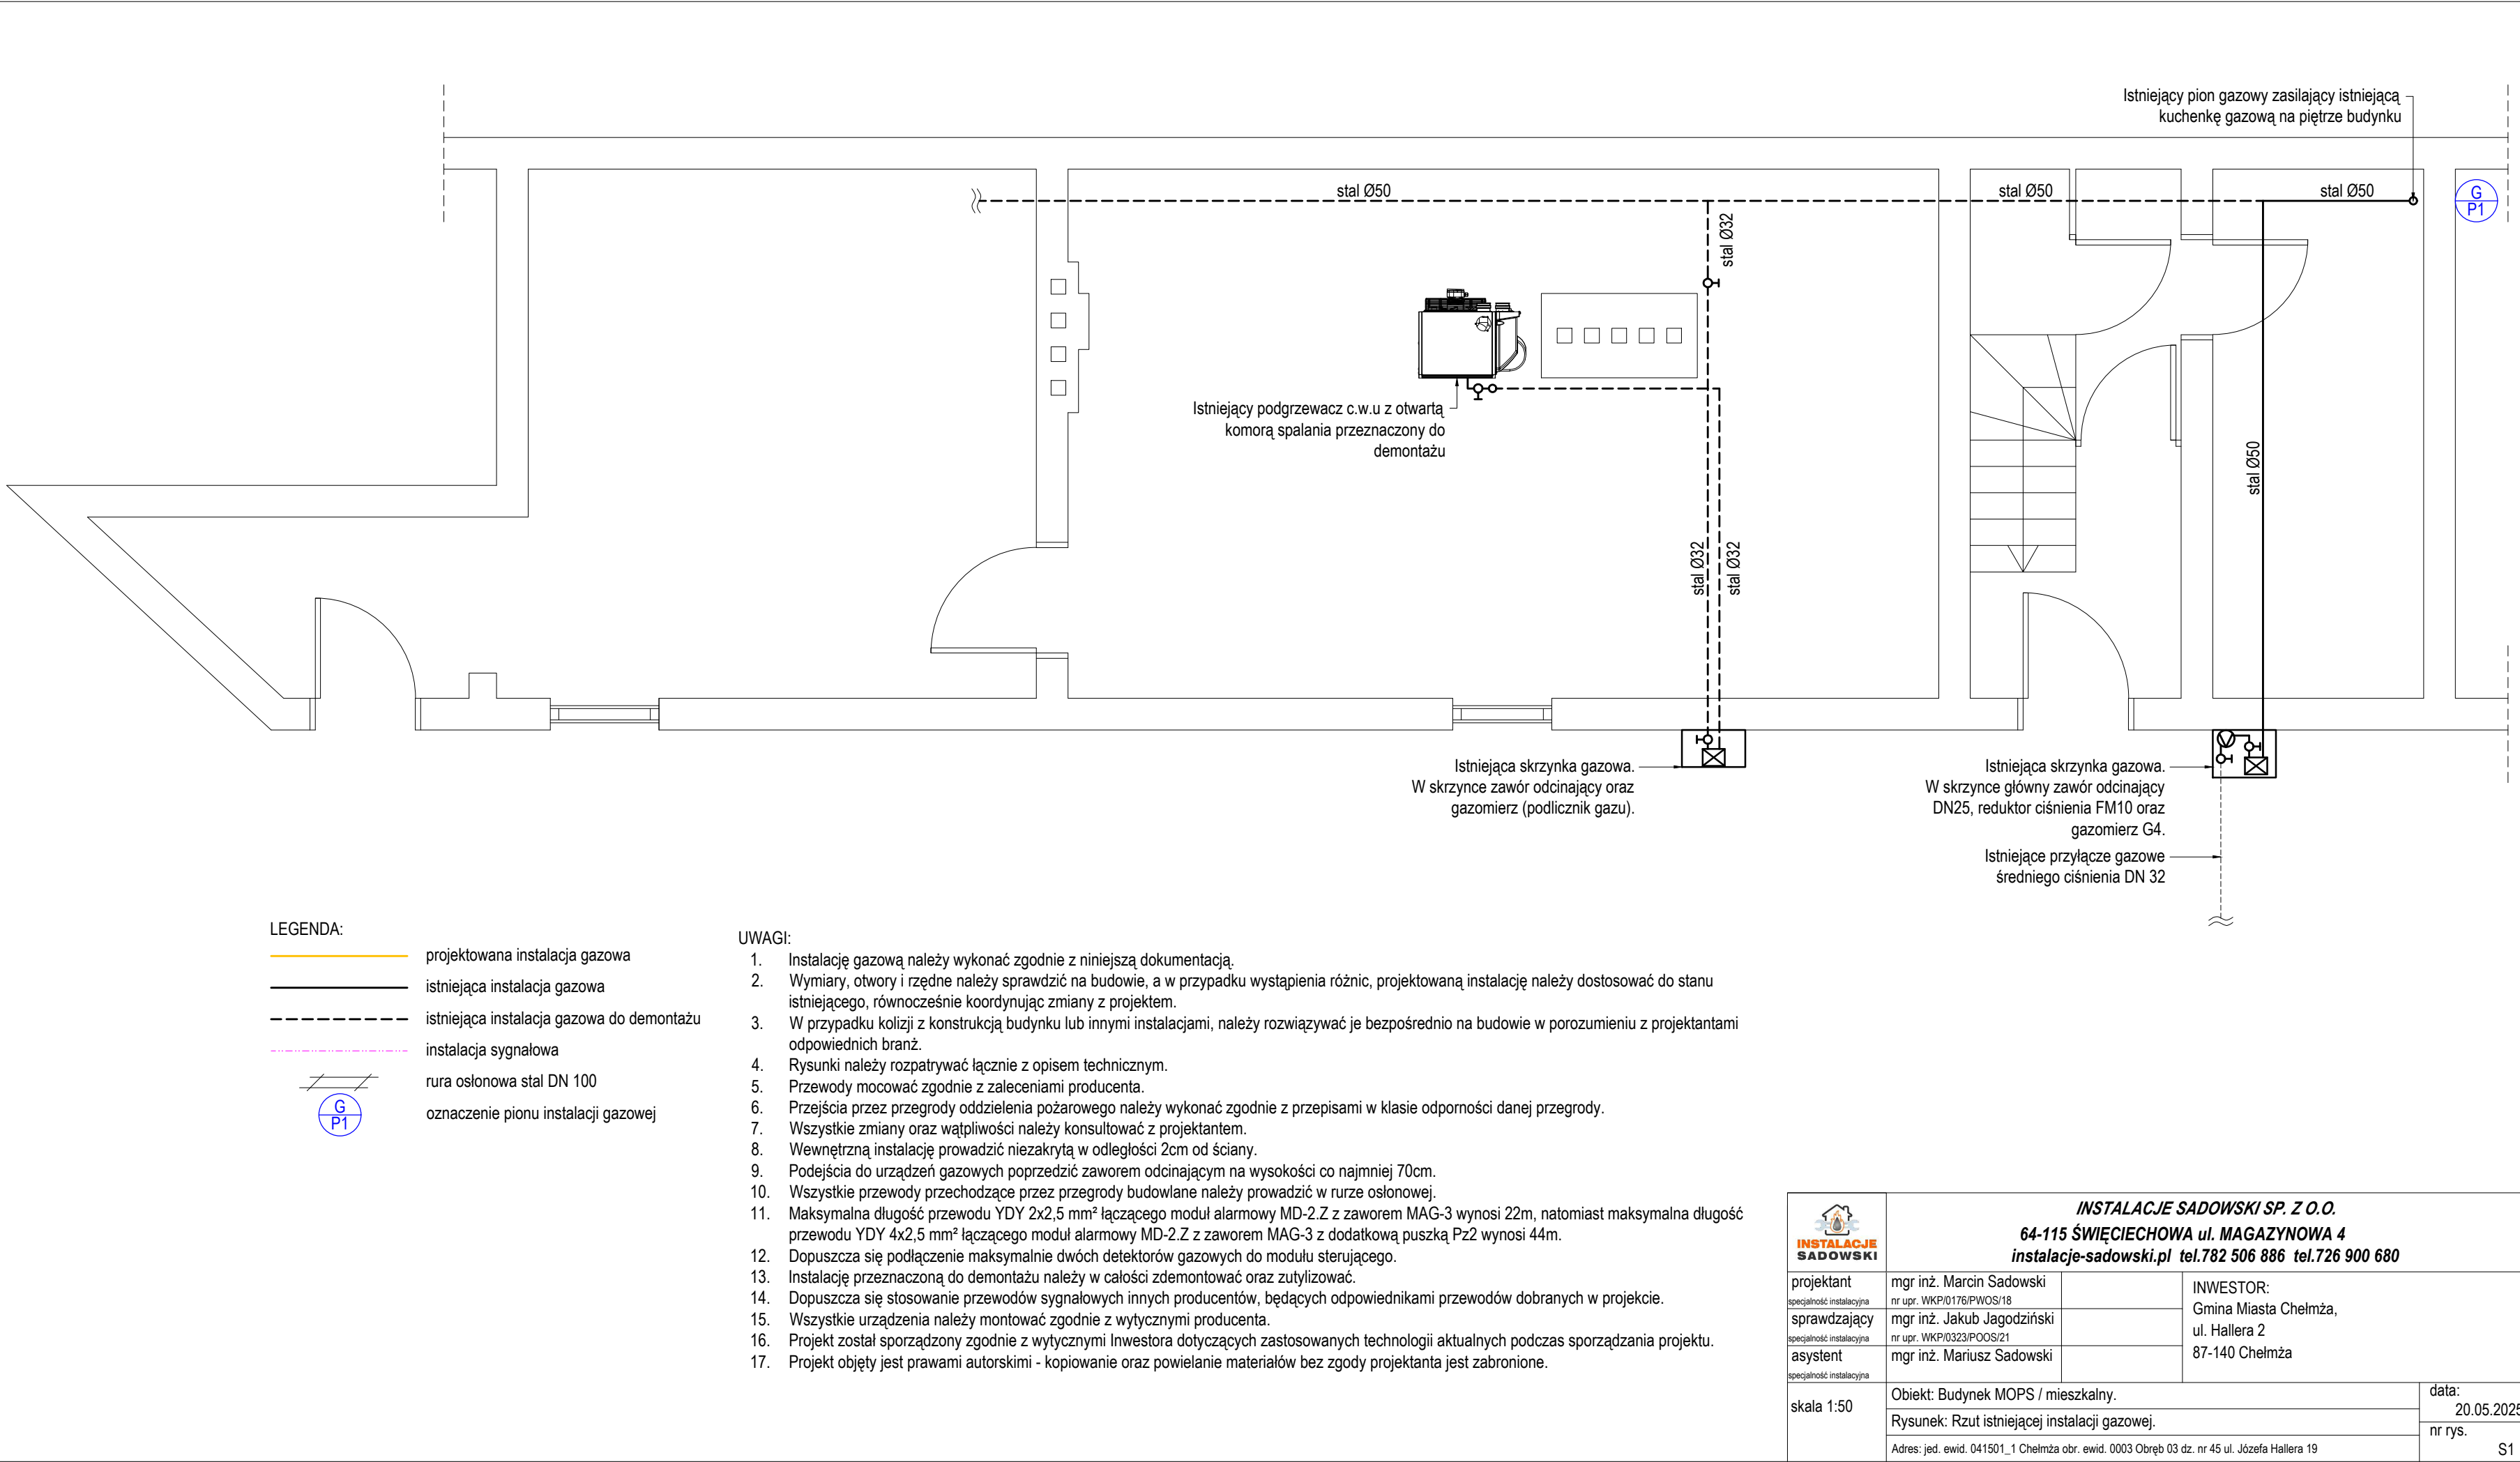 Istniejący pion gazowy zasilający istniejącą
kuchenkę gazową na piętrze budynku
stal Ø50
stal Ø50
stal Ø50
G
P1
stal Ø32
Istniejący podgrzewacz c.w.u z otwartą
komorą spalania przeznaczony do
demontażu
stal Ø50
stal Ø32
stal Ø32
Istniejąca skrzynka gazowa.
W skrzynce zawór odcinający oraz
gazomierz (podlicznik gazu).
Istniejąca skrzynka gazowa.
W skrzynce główny zawór odcinający
DN25, reduktor ciśnienia FM10 oraz
gazomierz G4.
Istniejące przyłącze gazowe
średniego ciśnienia DN 32
LEGENDA:
projektowana instalacja gazowa
istniejąca instalacja gazowa
istniejąca instalacja gazowa do demontażu
instalacja sygnałowa
rura osłonowa stal DN 100
G
P1
oznaczenie pionu instalacji gazowej
UWAGI:
1. Instalację gazową należy wykonać zgodnie z niniejszą dokumentacją.
2. Wymiary, otwory i rzędne należy sprawdzić na budowie, a w przypadku wystąpienia różnic, projektowaną instalację należy dostosować do stanu
istniejącego, równocześnie koordynując zmiany z projektem.
3. W przypadku kolizji z konstrukcją budynku lub innymi instalacjami, należy rozwiązywać je bezpośrednio na budowie w porozumieniu z projektantami
odpowiednich branż.
4. Rysunki należy rozpatrywać łącznie z opisem technicznym.
5. Przewody mocować zgodnie z zaleceniami producenta.
6. Przejścia przez przegrody oddzielenia pożarowego należy wykonać zgodnie z przepisami w klasie odporności danej przegrody.
7. Wszystkie zmiany oraz wątpliwości należy konsultować z projektantem.
8. Wewnętrzną instalację prowadzić niezakrytą w odległości 2cm od ściany.
9. Podejścia do urządzeń gazowych poprzedzić zaworem odcinającym na wysokości co najmniej 70cm.
10. Wszystkie przewody przechodzące przez przegrody budowlane należy prowadzić w rurze osłonowej.
11. Maksymalna długość przewodu YDY 2x2,5 mm² łączącego moduł alarmowy MD-2.Z z zaworem MAG-3 wynosi 22m, natomiast maksymalna długość
przewodu YDY 4x2,5 mm² łączącego moduł alarmowy MD-2.Z z zaworem MAG-3 z dodatkową puszką Pz2 wynosi 44m.
12. Dopuszcza się podłączenie maksymalnie dwóch detektorów gazowych do modułu sterującego.
13. Instalację przeznaczoną do demontażu należy w całości zdemontować oraz zutylizować.
14. Dopuszcza się stosowanie przewodów sygnałowych innych producentów, będących odpowiednikami przewodów dobranych w projekcie.
15. Wszystkie urządzenia należy montować zgodnie z wytycznymi producenta.
16. Projekt został sporządzony zgodnie z wytycznymi Inwestora dotyczących zastosowanych technologii aktualnych podczas sporządzania projektu.
17. Projekt objęty jest prawami autorskimi - kopiowanie oraz powielanie materiałów bez zgody projektanta jest zabronione.
INSTALACJE
SADOWSKI
INSTALACJE SADOWSKI SP. Z O.O.
64-115 ŚWIĘCIECHOWA ul. MAGAZYNOWA 4
instalacje-sadowski.pl tel.782 506 886 tel.726 900 680
projektant
specjalność instalacyjna
mgr inż. Marcin Sadowski
nr upr. WKP/0176/PWOS/18
sprawdzający
specjalność instalacyjna
mgr inż. Jakub Jagodziński
nr upr. WKP/0323/POOS/21
asystent
specjalność instalacyjna
mgr inż. Mariusz Sadowski
INWESTOR:
Gmina Miasta Chełmża,
ul. Hallera 2
87-140 Chełmża
skala 1:50
Obiekt: Budynek MOPS / mieszkalny.
Rysunek: Rzut istniejącej instalacji gazowej.
Adres: jed. ewid. 041501_1 Chełmża obr. ewid. 0003 Obręb 03 dz. nr 45 ul. Józefa Hallera 19
data:
20.05.2025
nr rys.
S1